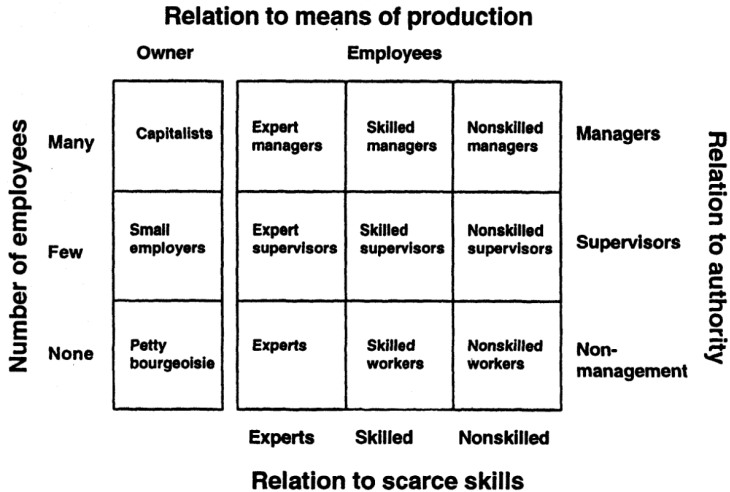 Relation to means of production
Owner
Employees
Number of employees
Many
Capitalists
Expert
managers
Skilled
managers
Nonskilled
managers
Managers
Few
Small
employers
Expert
supervisors
Skilled
supervisors
Nonskilled
supervisors
Supervisors
None
Petty
bourgeoisie
Experts
Skilled
workers
Nonskilled
workers
Non-
management
Relation to authority
Experts
Skilled
Nonskilled
Relation to scarce skills